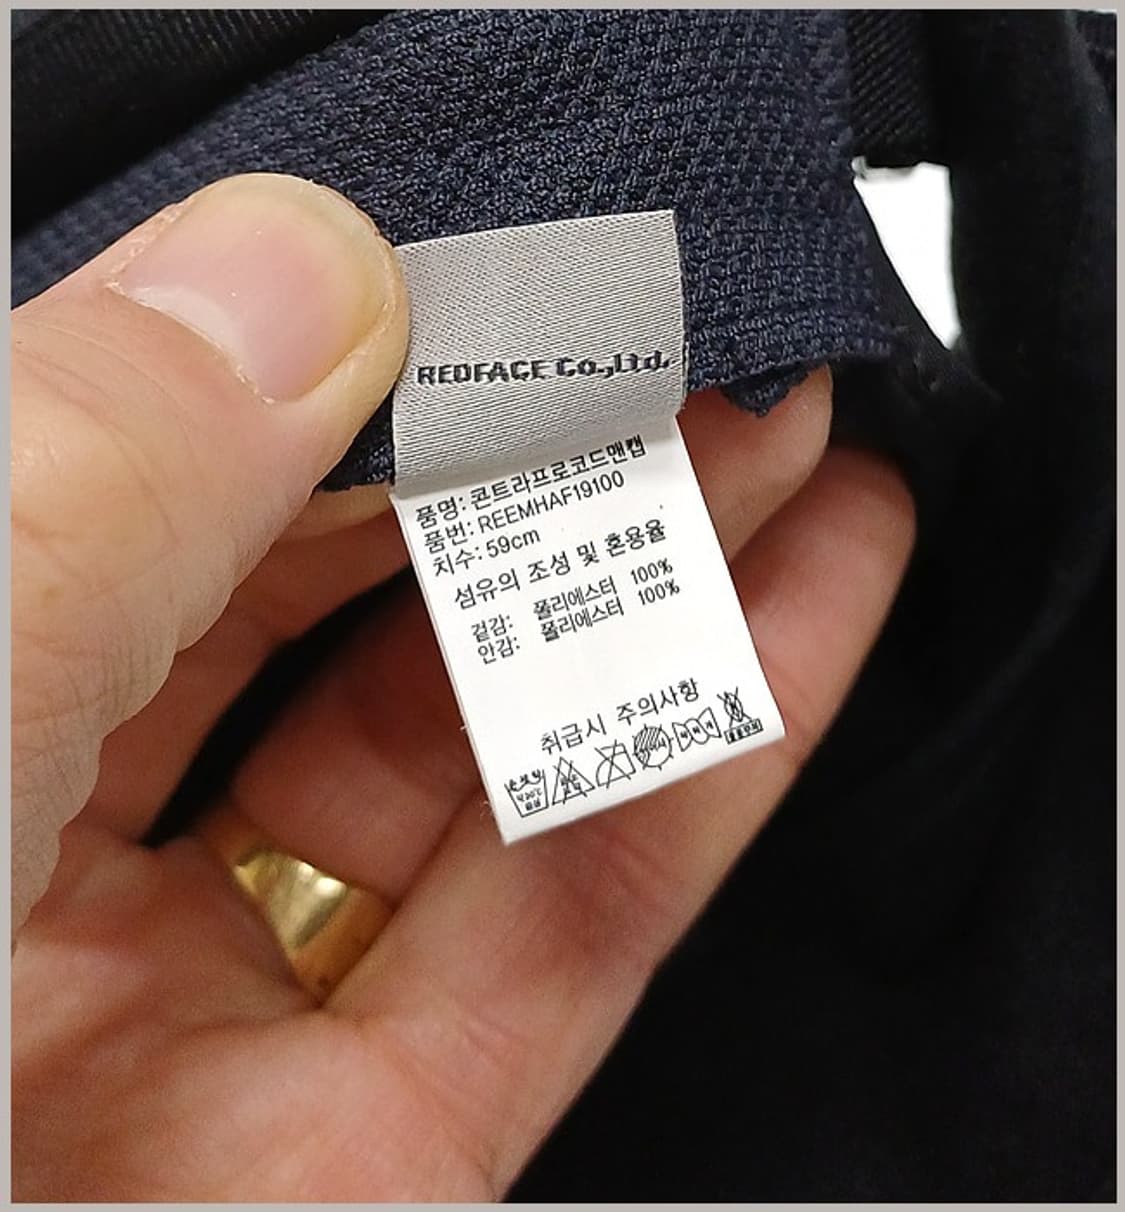 REDFACE Co.,Ltd.
품명: 콘트라프로코드맨캡
품번: REEMHAF19100
치수: 59cm
섬유의 조성 및 혼용율
겉감: 폴리에스터 100%
안감: 폴리에스터 100%
취급시 주의사항